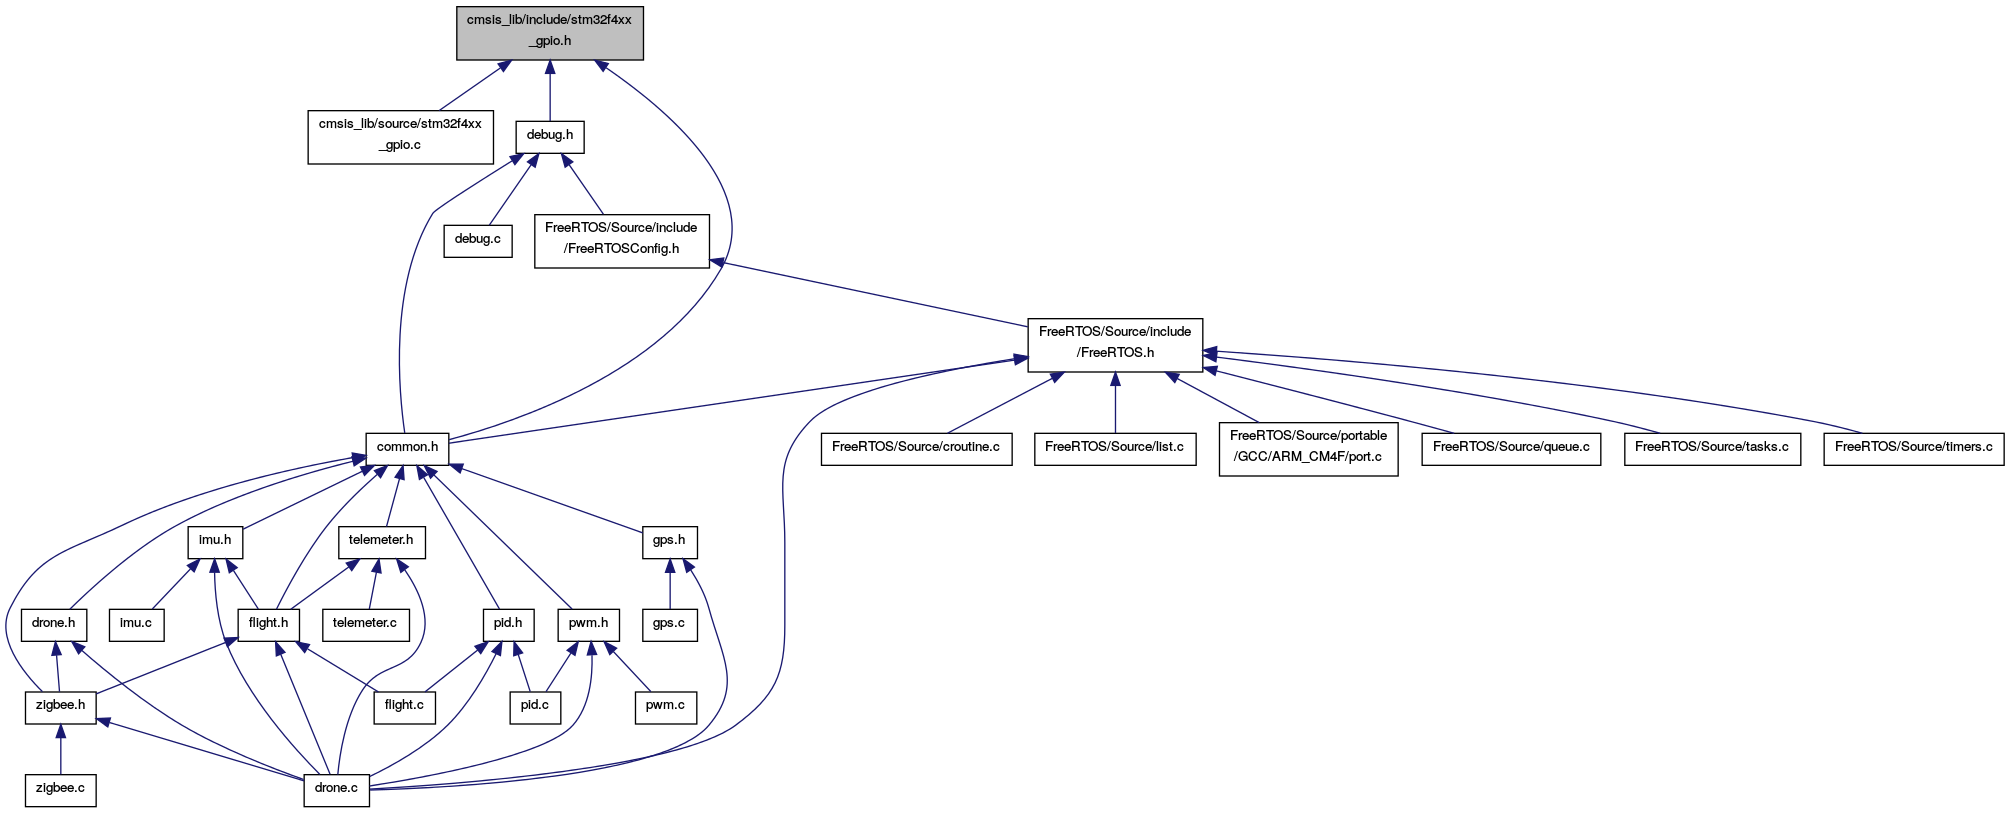 cmsis_lib/include/stm32f4xx
_gpio.h
cmsis_lib/source/stm32f4xx
_gpio.c
debug.h
debug.c
FreeRTOS/Source/include
/FreeRTOSConfig.h
FreeRTOS/Source/include
/FreeRTOS.h
common.h
FreeRTOS/Source/croutine.c
FreeRTOS/Source/list.c
FreeRTOS/Source/portable
/GCC/ARM_CM4F/port.c
FreeRTOS/Source/queue.c
FreeRTOS/Source/tasks.c
FreeRTOS/Source/timers.c
imu.h
telemeter.h
gps.h
drone.h
imu.c
flight.h
telemeter.c
pid.h
pwm.h
gps.c
zigbee.h
flight.c
pid.c
pwm.c
zigbee.c
drone.c